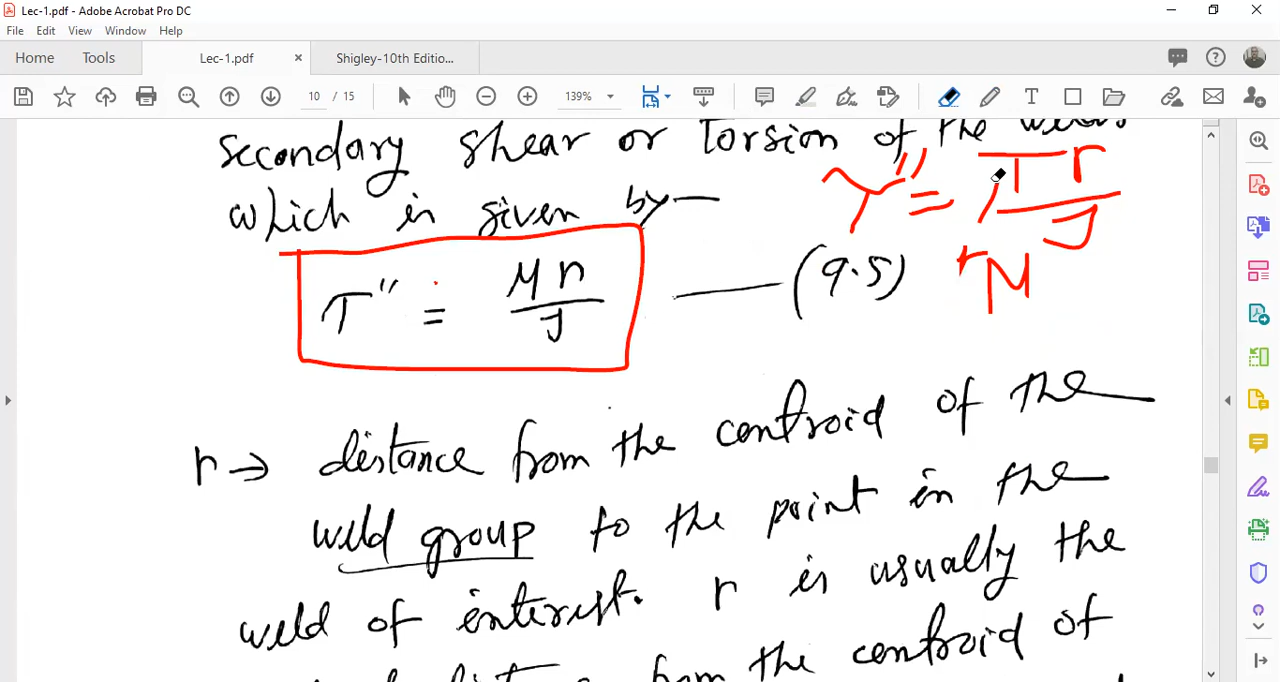 Lec-1.pdf - Adobe Acrobat Pro DC
File Edit View Window Help
Home Tools Lec-1.pdf × Shigley-10th Editio...
10 / 15 139%
secondary shear or torsion of the welds
which is given by —
τ'' = Mr/J — (9.5)
τ'' = Tr/J
M
r → distance from the centroid of the
weld group to the point in the
weld of interest. r is usually the
from the centroid of